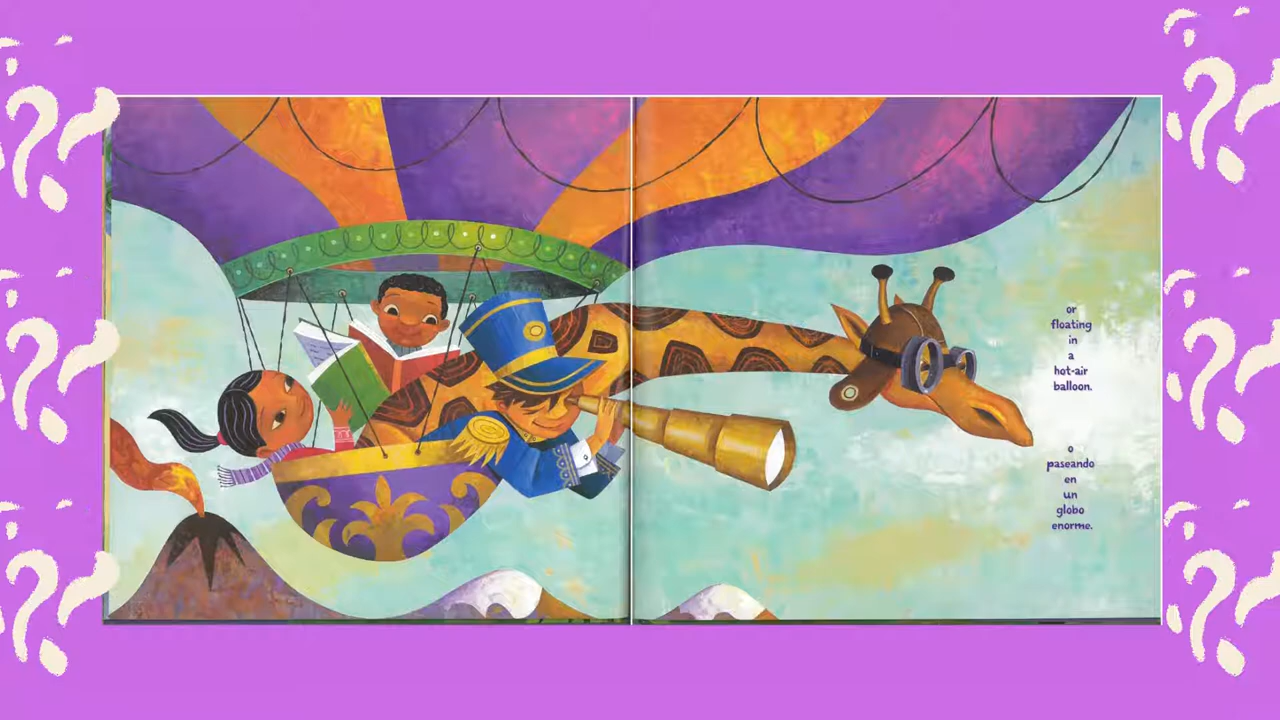 or
floating
in
a
hot-air
balloon.
o
paseando
en
un
globo
enorme.